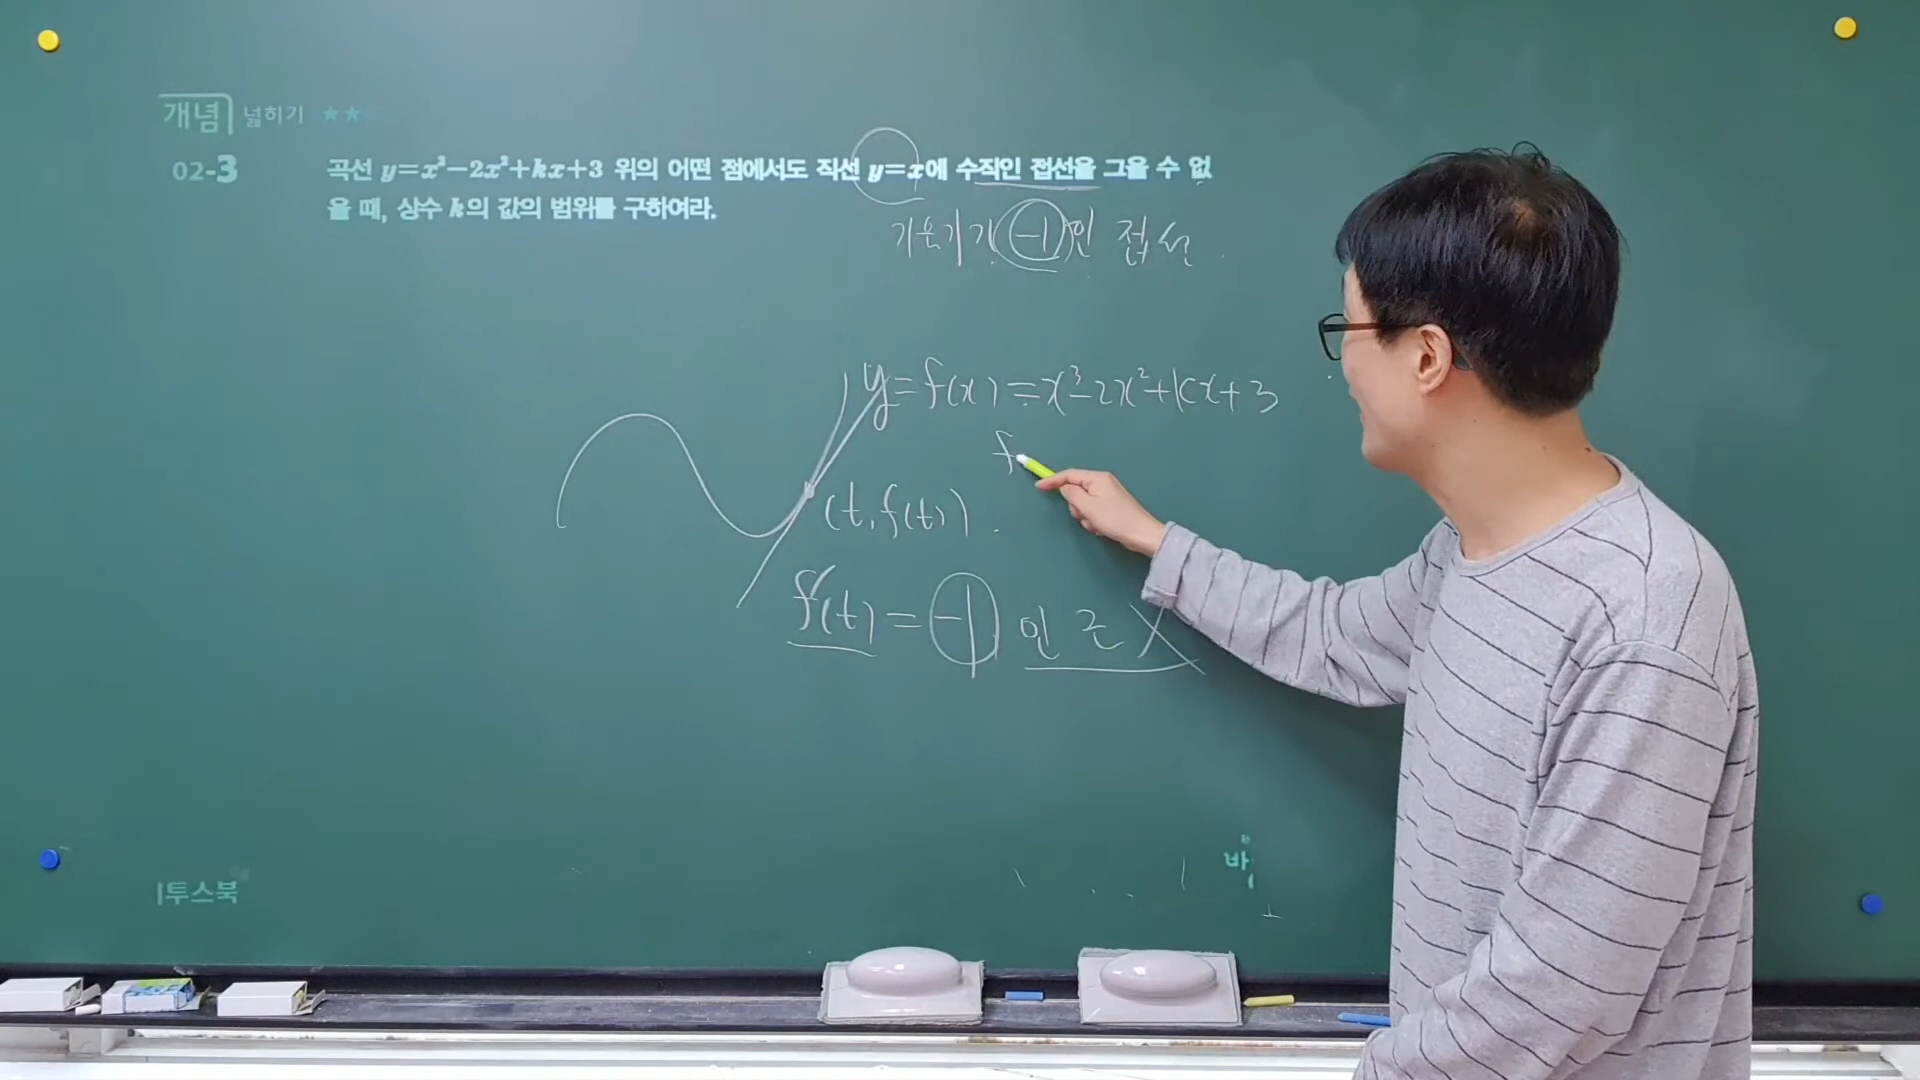 개념 넓히기 ★★
02-3 곡선 y=x³-2x²+kx+3 위의 어떤 점에서도 직선 y=x에 수직인 접선을 그을 수 없
을 때, 상수 k의 값의 범위를 구하여라.
기울기가 -1인 접선
y=f(x)=x³-2x²+kx+3
f
(t, f(t))
f'(t) = -1 인 근 X
투스북
바